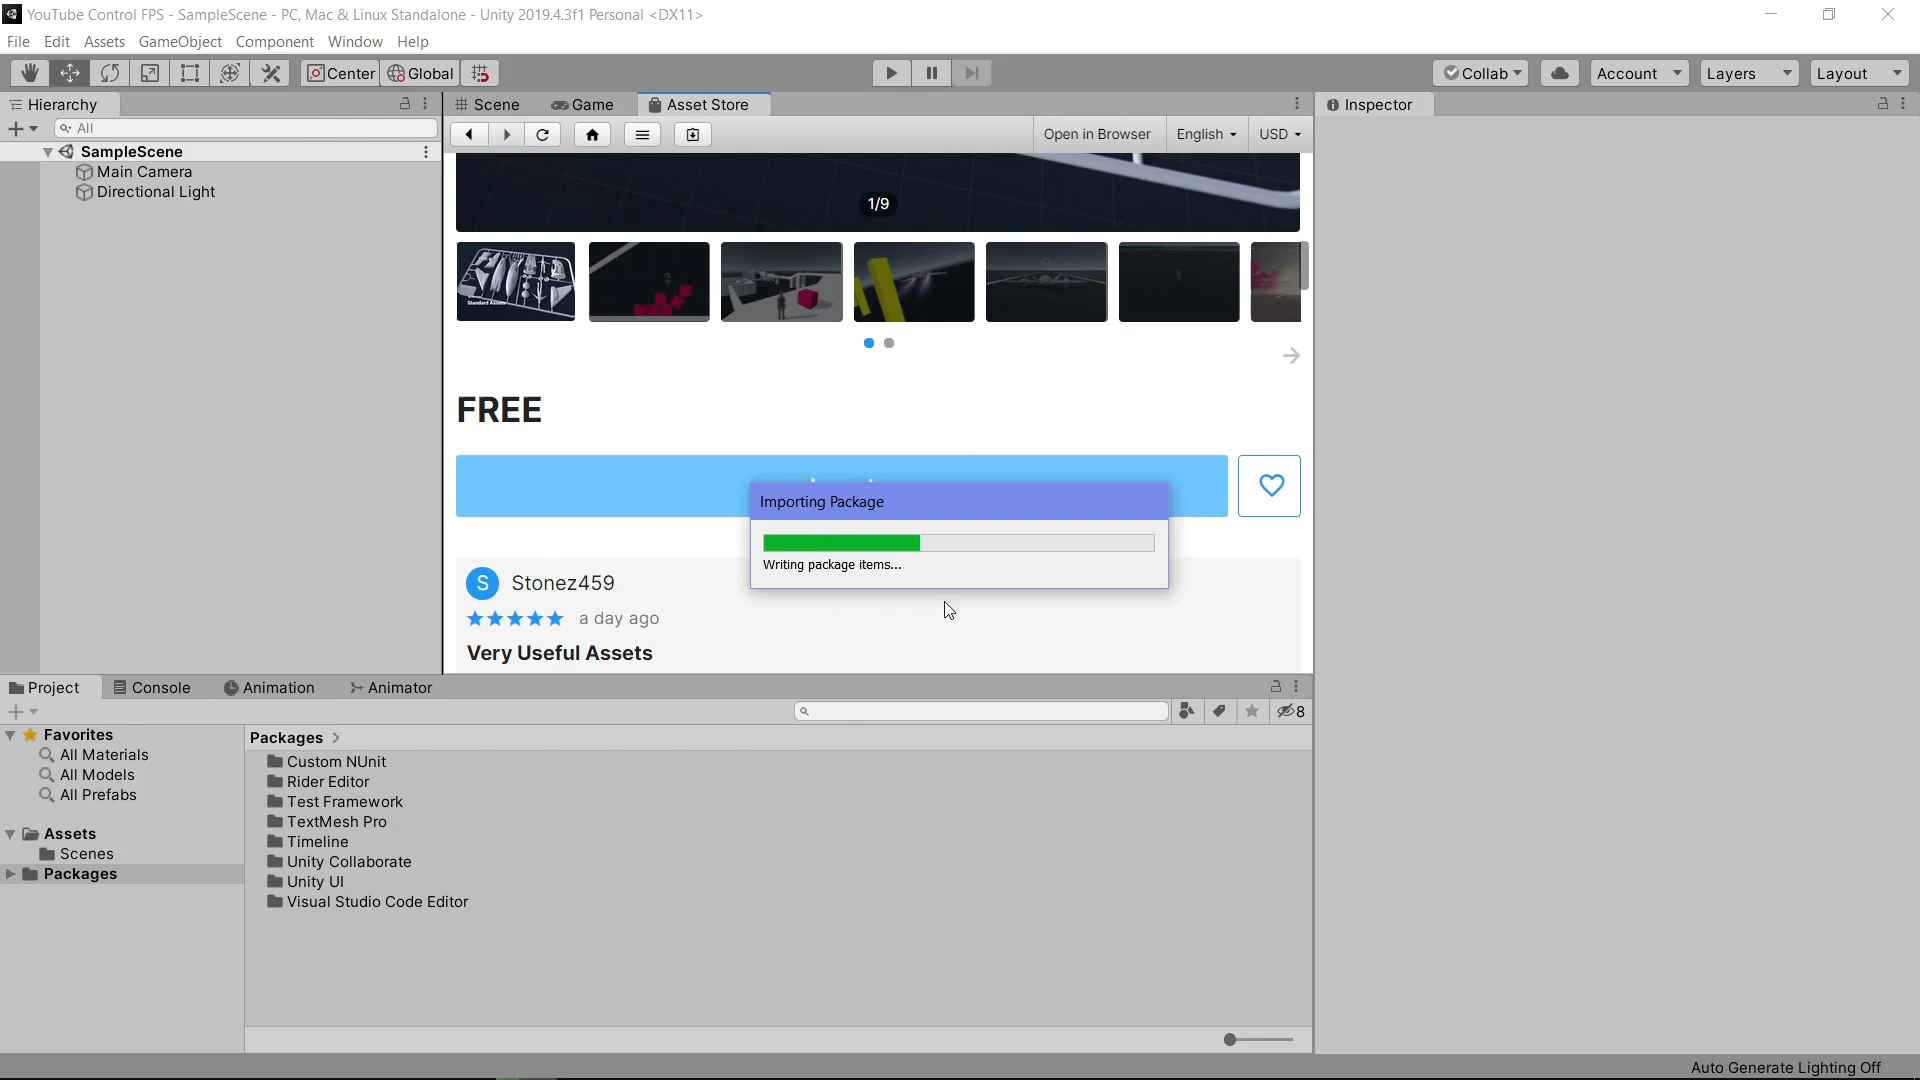 YouTube Control FPS - SampleScene - PC, Mac & Linux Standalone - Unity 2019.4.3f1 Personal <DX11>
File Edit Assets GameObject Component Window Help
Center Global Collab Account Layers Layout
Hierarchy
All
SampleScene
Main Camera
Directional Light
Scene Game Asset Store
Open in Browser English USD
1/9
Standard Assets
FREE
Importing Package
Writing package items...
S Stonez459
a day ago
Very Useful Assets
Inspector
Project Console Animation Animator
8
Favorites
All Materials
All Models
All Prefabs
Assets
Scenes
Packages
Packages >
Custom NUnit
Rider Editor
Test Framework
TextMesh Pro
Timeline
Unity Collaborate
Unity UI
Visual Studio Code Editor
Auto Generate Lighting Off